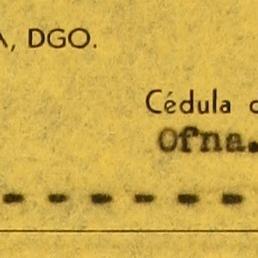 A, DGO.
Cédula
Ofna.
- - - - - -